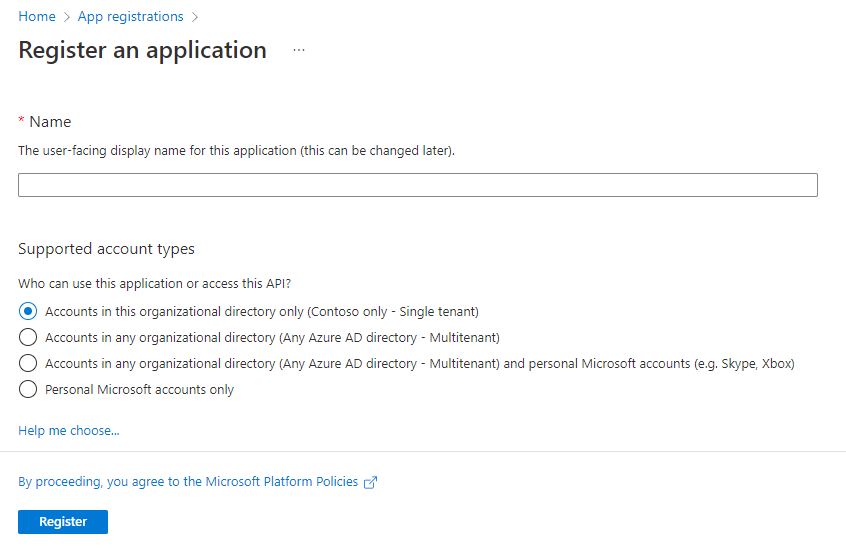 Home > App registrations >
Register an application ...
* Name
The user-facing display name for this application (this can be changed later).
Supported account types
Who can use this application or access this API?
Accounts in this organizational directory only (Contoso only - Single tenant)
Accounts in any organizational directory (Any Azure AD directory - Multitenant)
Accounts in any organizational directory (Any Azure AD directory - Multitenant) and personal Microsoft accounts (e.g. Skype, Xbox)
Personal Microsoft accounts only
Help me choose...
By proceeding, you agree to the Microsoft Platform Policies
Register